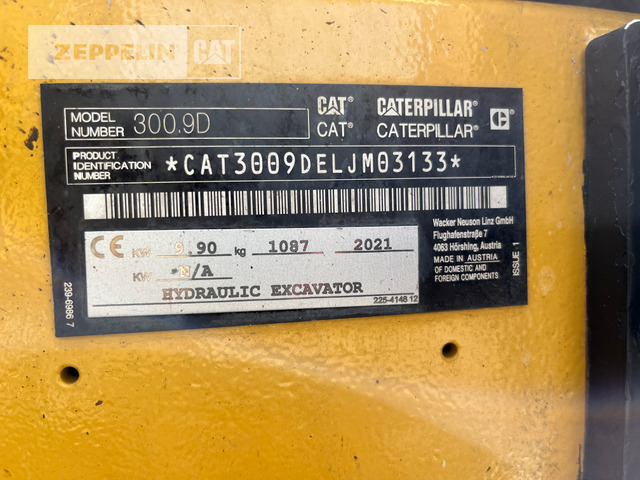 ZEPPELIN CAT
CAT® CATERPILLAR®
CAT® CATERPILLAR®
MODEL NUMBER 300.9D
PRODUCT IDENTIFICATION NUMBER *CAT3009DELJM03133*
CE KW 9.90 kg 1087 2021
KW N/A
HYDRAULIC EXCAVATOR
225-4148 12
Wacker Neuson Linz GmbH
Flughafenstraße 7
4063 Hörshing, Austria
MADE IN AUSTRIA
OF DOMESTIC AND
FOREIGN COMPONENTS
ISSUE 1
239-6986 7